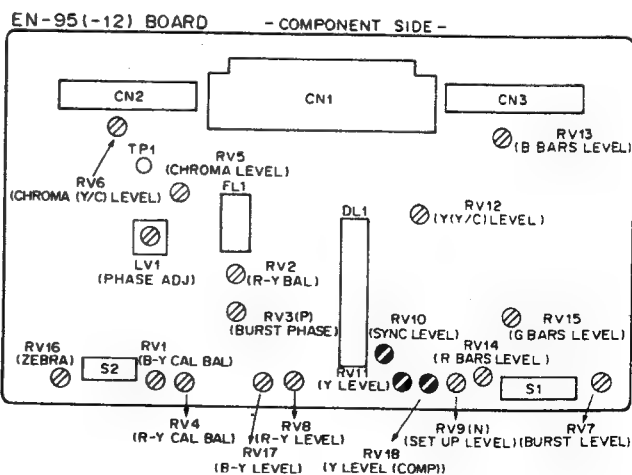 EN-95(-12) BOARD
-COMPONENT SIDE-
CN2
CN1
CN3
TP1
RV5
(CHROMA LEVEL)
RV13
(B BARS LEVEL)
RV6
(CHROMA (Y/C) LEVEL)
FL1
DL1
RV12
(Y(Y/C) LEVEL)
LV1
(PHASE ADJ)
RV2
(R-Y BAL)
RV3(P)
(BURST PHASE)
RV10
(SYNC LEVEL)
RV15
(G BARS LEVEL)
RV16
(ZEBRA)
S2
RV1
(B-Y CAL BAL)
RV11
(Y LEVEL)
RV14
(R BARS LEVEL)
S1
RV4
(R-Y CAL BAL)
RV17
(B-Y LEVEL)
RV8
(R-Y LEVEL)
RV18
(Y LEVEL (COMP))
RV9(N)
(SET UP LEVEL)
RV7
(BURST LEVEL)